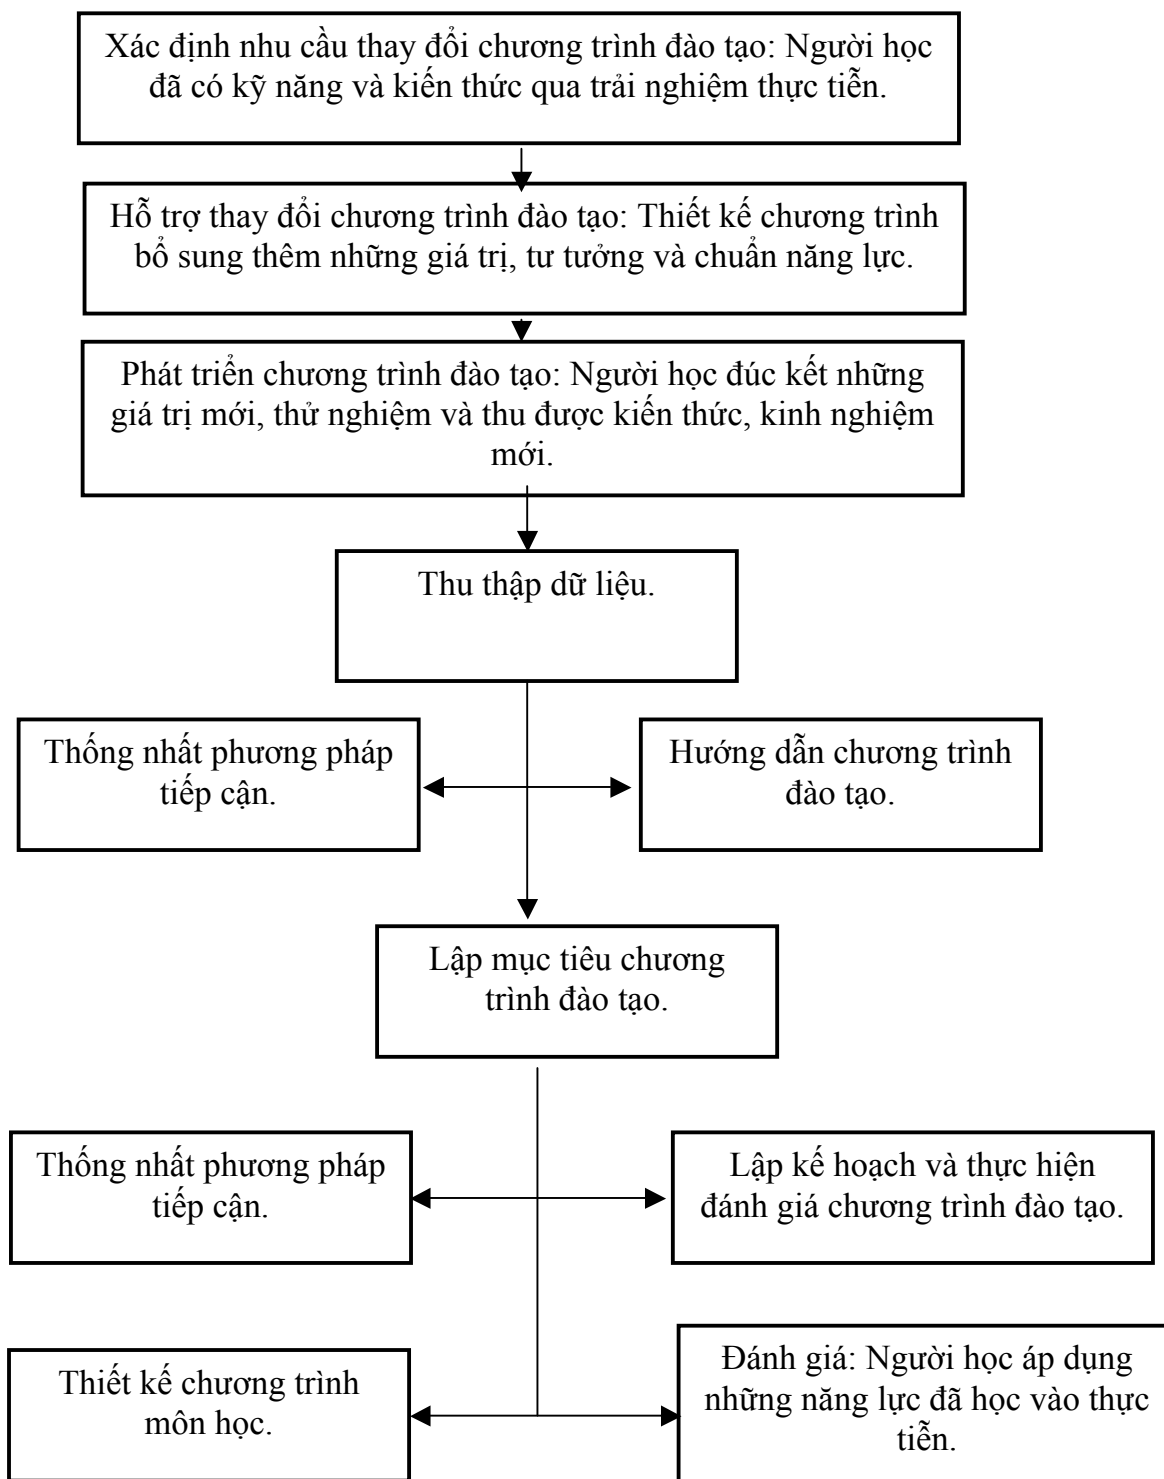 Xác định nhu cầu thay đổi chương trình đào tạo: Người học
đã có kỹ năng và kiến thức qua trải nghiệm thực tiễn.
Hỗ trợ thay đổi chương trình đào tạo: Thiết kế chương trình
bổ sung thêm những giá trị, tư tưởng và chuẩn năng lực.
Phát triển chương trình đào tạo: Người học đúc kết những
giá trị mới, thử nghiệm và thu được kiến thức, kinh nghiệm
mới.
Thu thập dữ liệu.
Thống nhất phương pháp
tiếp cận.
Hướng dẫn chương trình
đào tạo.
Lập mục tiêu chương
trình đào tạo.
Thống nhất phương pháp
tiếp cận.
Lập kế hoạch và thực hiện
đánh giá chương trình đào tạo.
Thiết kế chương trình
môn học.
Đánh giá: Người học áp dụng
những năng lực đã học vào thực
tiễn.